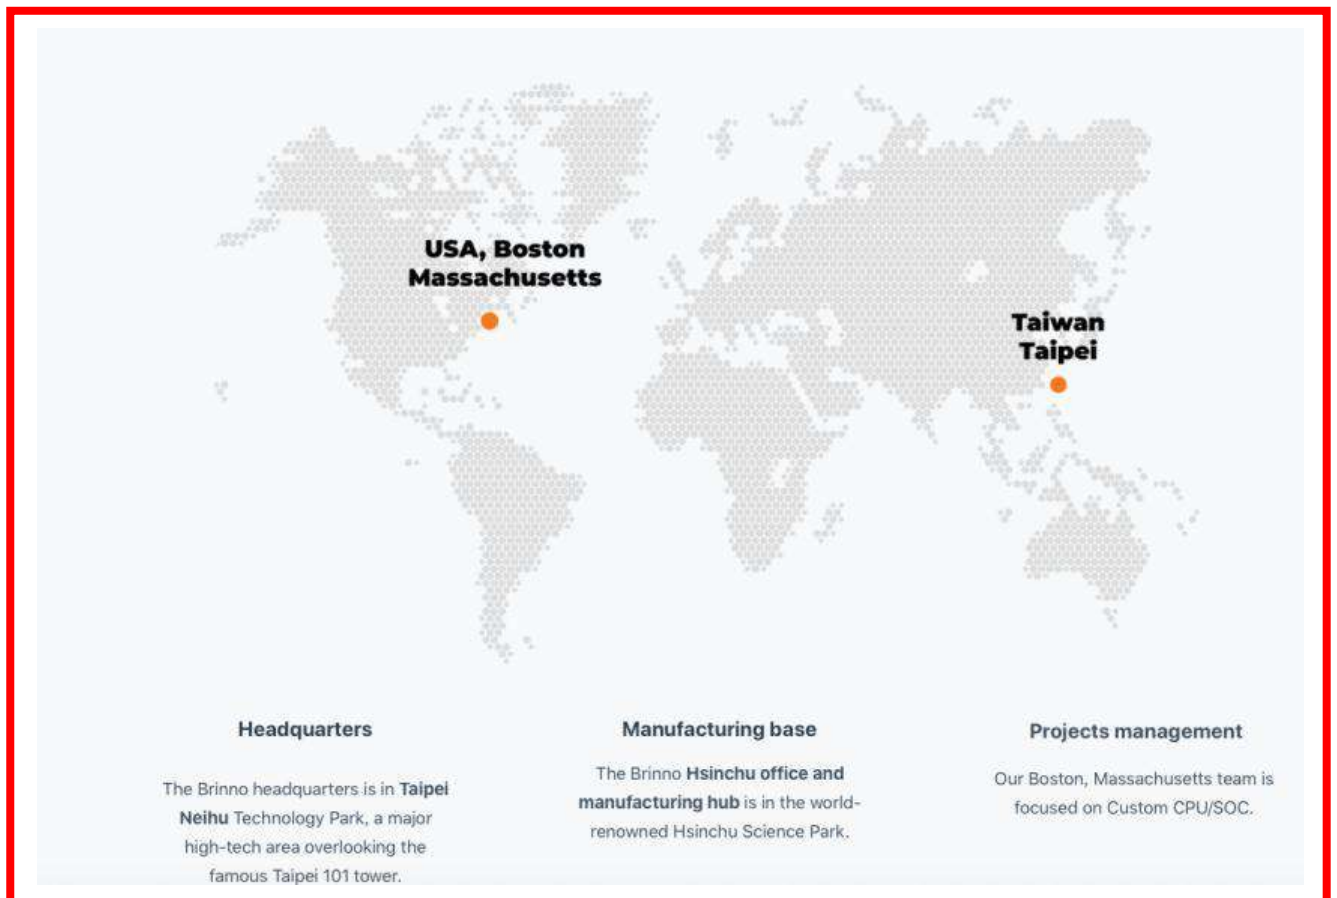 USA, Boston
Massachusetts
Taiwan
Taipei
Headquarters
The Brinno headquarters is in Taipei
Neihu Technology Park, a major
high-tech area overlooking the
famous Taipei 101 tower.
Manufacturing base
The Brinno Hsinchu office and
manufacturing hub is in the world-
renowned Hsinchu Science Park.
Projects management
Our Boston, Massachusetts team is
focused on Custom CPU/SOC.